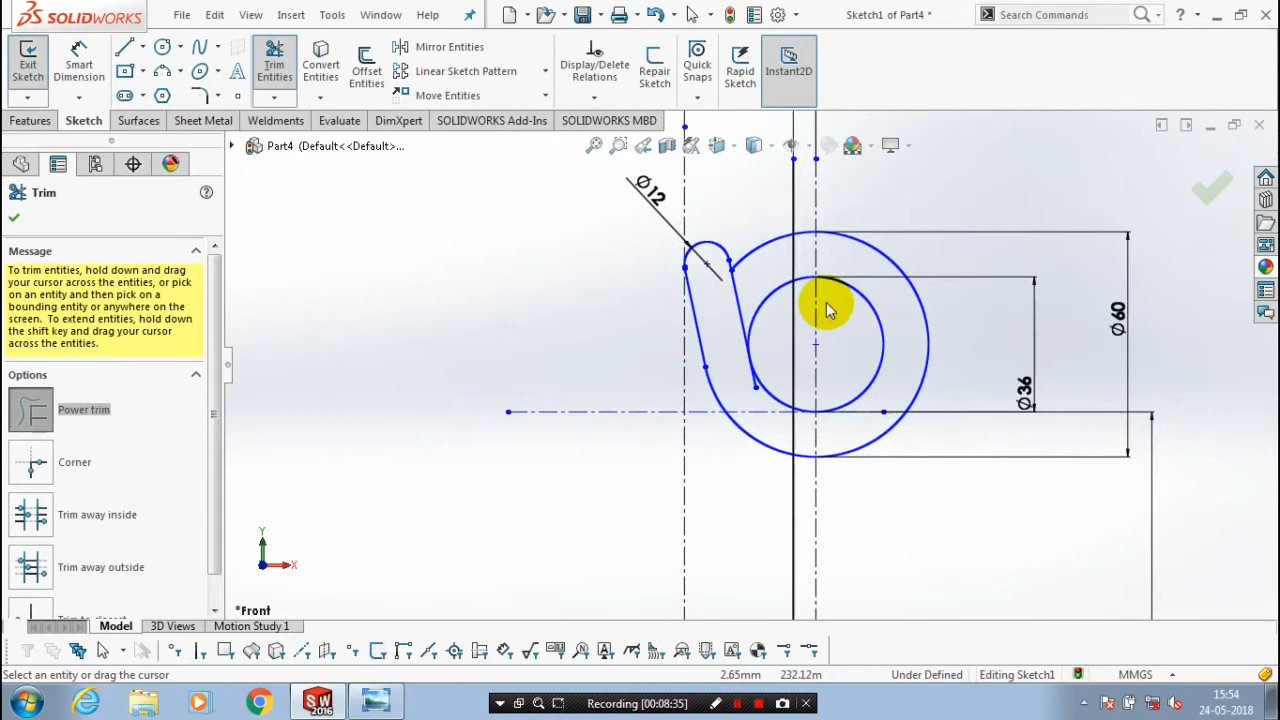 SOLIDWORKS
File
Edit
View
Insert
Tools
Window
Help
Sketch1 of Part4 *
Search Commands
Exit Sketch
Smart Dimension
Trim Entities
Convert Entities
Offset Entities
Mirror Entities
Linear Sketch Pattern
Move Entities
Display/Delete Relations
Repair Sketch
Quick Snaps
Rapid Sketch
Instant2D
Features
Sketch
Surfaces
Sheet Metal
Weldments
Evaluate
DimXpert
SOLIDWORKS Add-Ins
SOLIDWORKS MBD
Part4 (Default<<Default>...
Trim
Message
To trim entities, hold down and drag
your cursor across the entities, or pick
on an entity and then pick on a
bounding entity or anywhere on the
screen. To extend entities, hold down
the shift key and drag your cursor
across the entities.
Options
Power trim
Corner
Trim away inside
Trim away outside
Ø12
Ø60
Ø36
Y
X
*Front
Model
3D Views
Motion Study 1
Select an entity or drag the cursor
2.65mm
232.12m
Under Defined
Editing Sketch1
MMGS
SW
2016
Recording [00:08:35]
15:54
24-05-2018